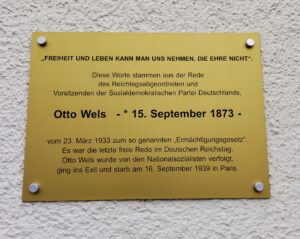 „FREIHEIT UND LEBEN KANN MAN UNS NEHMEN, DIE EHRE NICHT“.
Diese Worte stammen aus der Rede
des Reichtagsabgeordneten und
Vorsitzenden der Sozialdemokratischen Partei Deutschlands,
Otto Wels - * 15. September 1873 -
vom 23. März 1933 zum so genannten „Ermächtigungsgesetz“.
Es war die letzte freie Rede im Deutschen Reichstag.
Otto Wels wurde von den Nationalsozialisten verfolgt,
ging ins Exil und starb am 16. September 1939 in Paris.